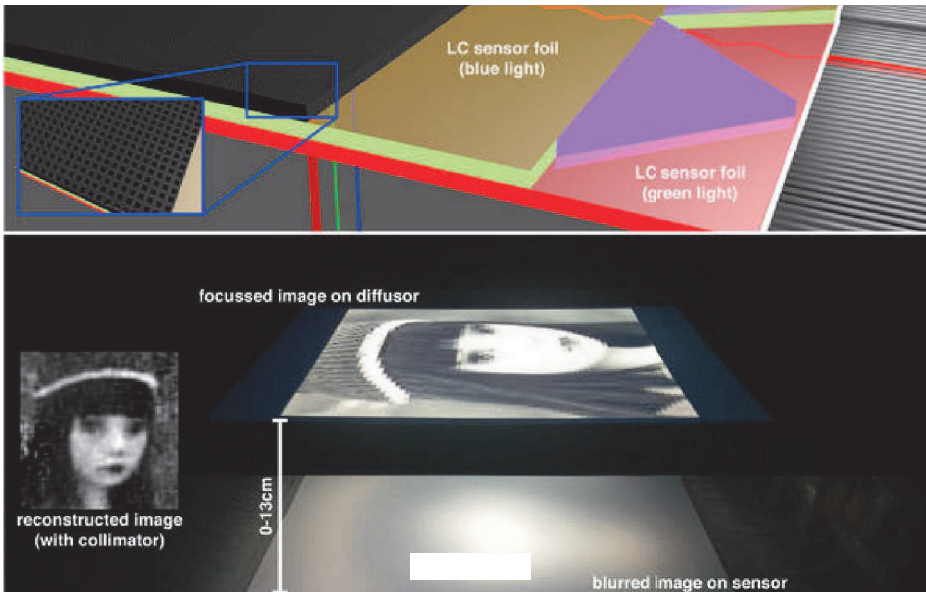 LC sensor foil
(blue light)
LC sensor foil
(green light)
focussed image on diffusor
reconstructed image
(with collimator)
0-13cm
blurred image on sensor